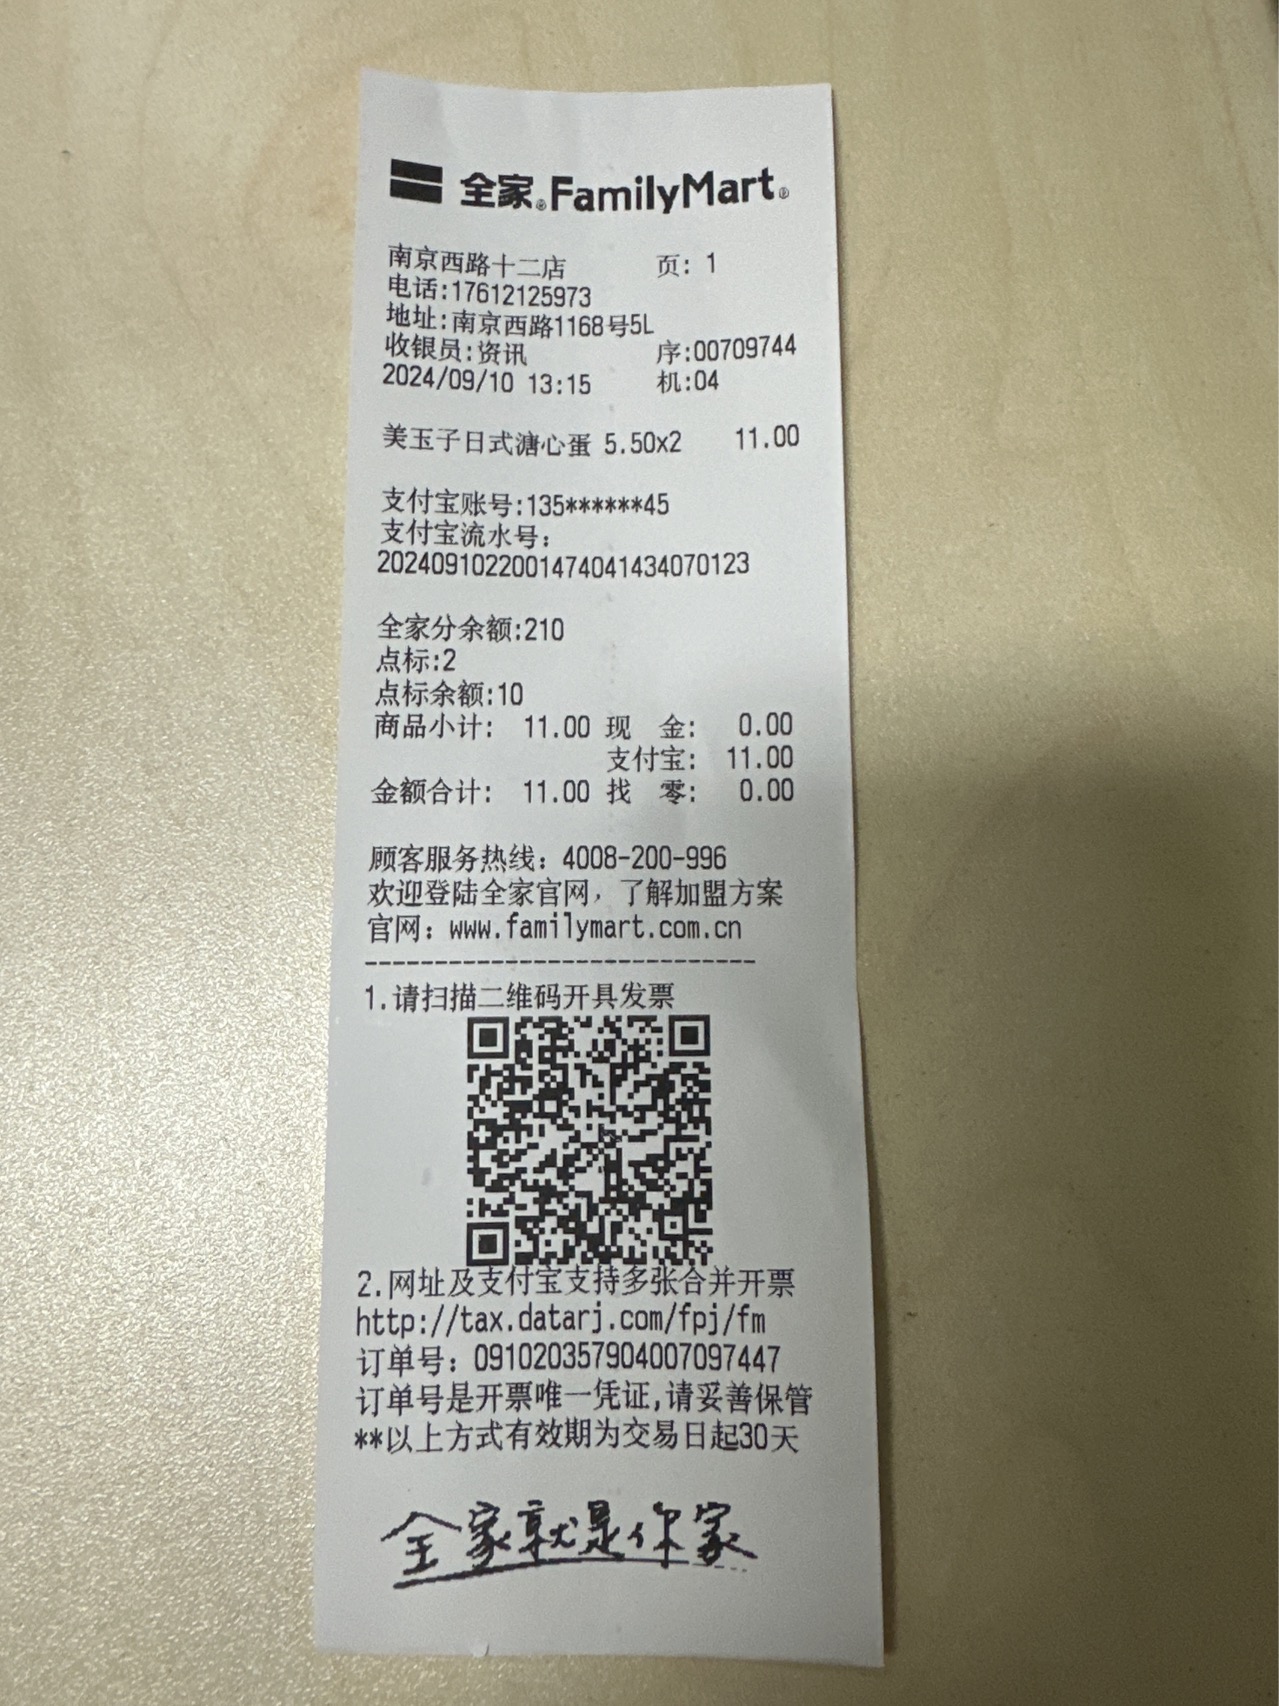 全家®FamilyMart®
南京西路十二店 页: 1
电话:17612125973
地址:南京西路1168号5L
收银员:资讯 序:00709744
2024/09/10 13:15 机:04
美玉子日式溏心蛋 5.50x2 11.00
支付宝账号:135******45
支付宝流水号:
2024091022001474041434070123
全家分余额:210
点标:2
点标余额:10
商品小计: 11.00 现 金: 0.00
支付宝: 11.00
金额合计: 11.00 找 零: 0.00
顾客服务热线: 4008-200-996
欢迎登陆全家官网，了解加盟方案
官网: www.familymart.com.cn
----------------------------
1.请扫描二维码开具发票
2.网址及支付宝支持多张合并开票
http://tax.datarj.com/fpj/fm
订单号: 091020357904007097447
订单号是开票唯一凭证,请妥善保管
**以上方式有效期为交易日起30天
全家就是你家